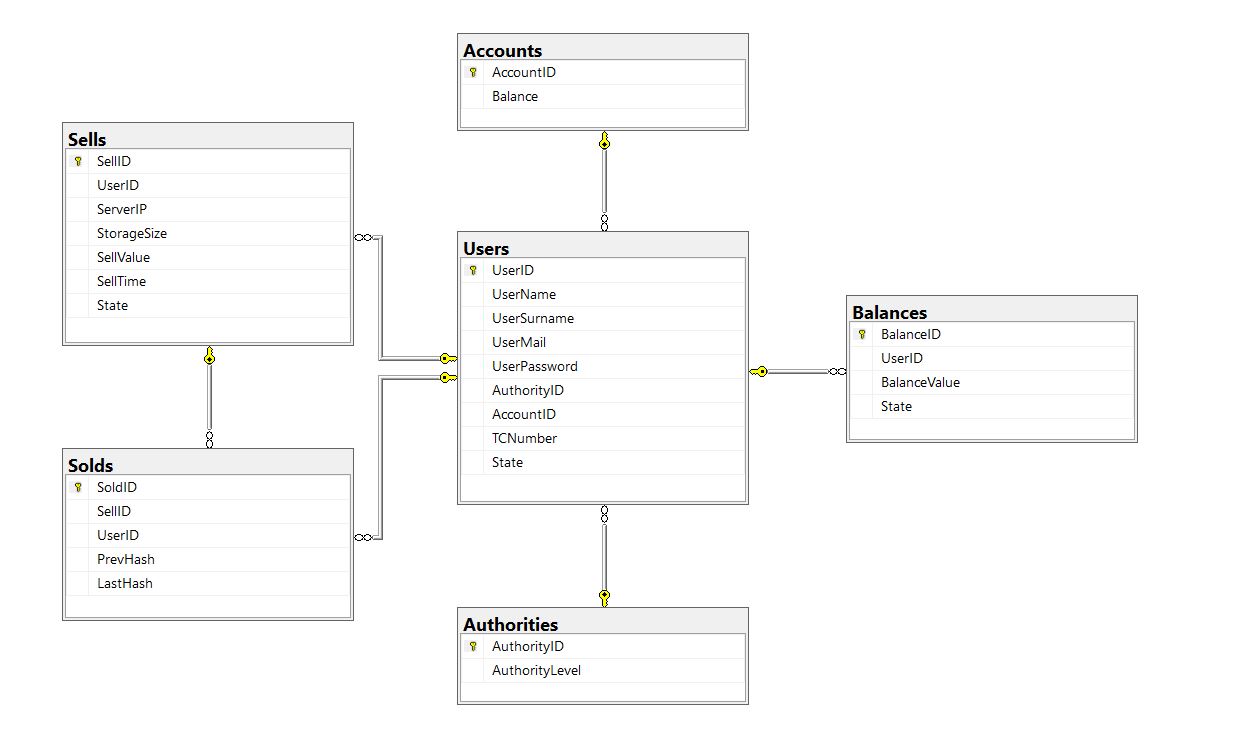 Accounts
AccountID
Balance
Sells
SellID
UserID
ServerIP
StorageSize
SellValue
SellTime
State
Users
UserID
UserName
UserSurname
UserMail
UserPassword
AuthorityID
AccountID
TCNumber
State
Balances
BalanceID
UserID
BalanceValue
State
Solds
SoldID
SellID
UserID
PrevHash
LastHash
Authorities
AuthorityID
AuthorityLevel